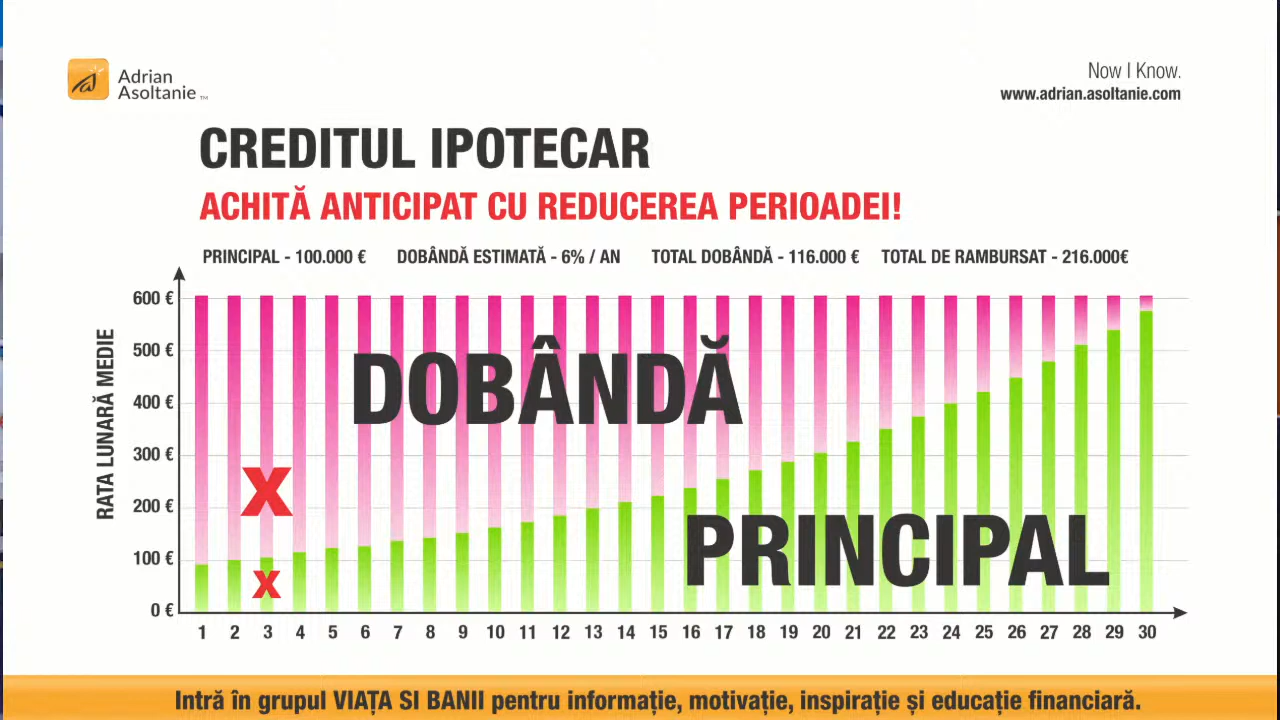 Adrian
Asoltanie ™
Now I Know.
www.adrian.asoltanie.com
CREDITUL IPOTECAR
ACHITĂ ANTICIPAT CU REDUCEREA PERIOADEI!
PRINCIPAL - 100.000 € DOBÂNDĂ ESTIMATĂ - 6% / AN TOTAL DOBÂNDĂ - 116.000 € TOTAL DE RAMBURSAT - 216.000€
RATA LUNARĂ MEDIE
600 €
500 €
400 €
300 €
200 €
100 €
0 €
DOBÂNDĂ
X
PRINCIPAL
X
1 2 3 4 5 6 7 8 9 10 11 12 13 14 15 16 17 18 19 20 21 22 23 24 25 26 27 28 29 30
Intră în grupul VIAȚA SI BANII pentru informație, motivație, inspirație și educație financiară.